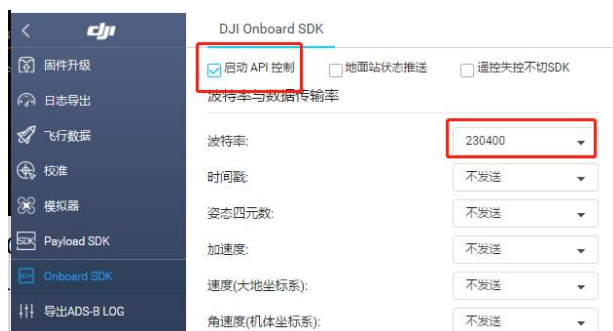 dji
DJI Onboard SDK
固件升级
启动 API 控制
地面站状态推送
遥控失控不切SDK
日志导出
波特率与数据传输率
飞行数据
波特率:
230400
校准
时间戳:
不发送
模拟器
姿态四元数:
不发送
SDK
Payload SDK
加速度:
不发送
Onboard SDK
速度(大地坐标系):
不发送
导出ADS-B LOG
角速度(机体坐标系):
不发送